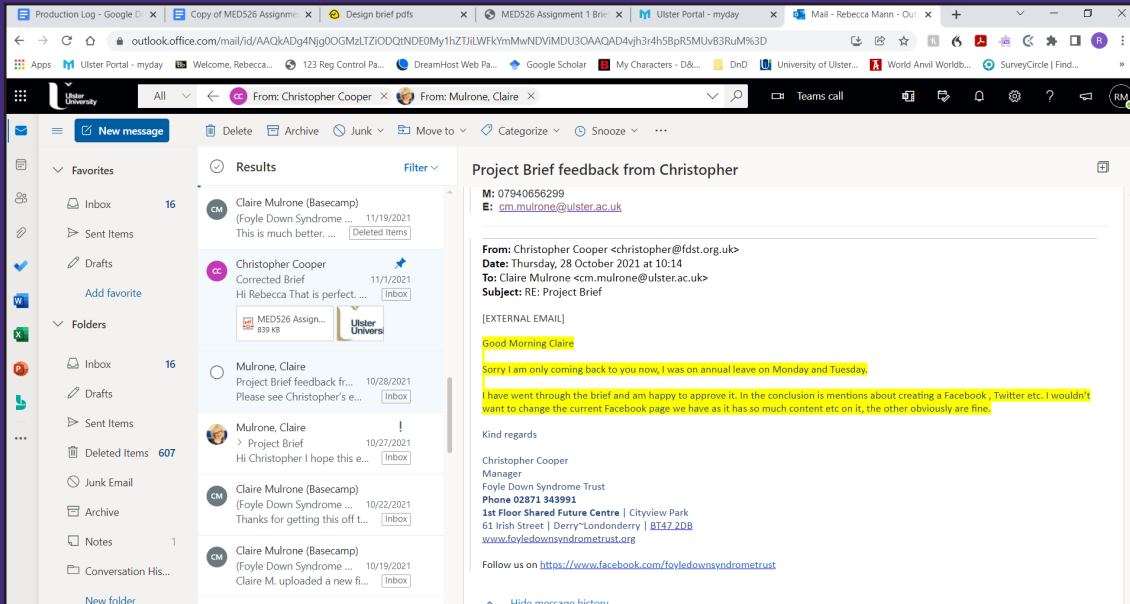 Production Log - Google D
Copy of MED526 Assignme
Design brief pdfs
MED526 Assignment 1 Brie
Ulster Portal - myday
Mail - Rebecca Mann - Out
outlook.office.com/mail/id/AAQkADg4Njg0OGMzLTZiODQtNDE0My1hZTJiLWFkYmMwNDViMDU3OAAQAD4vjh3r4h5BpR5MUvB3RuM%3D
R
Apps
Ulster Portal - myday
Welcome, Rebecca...
123 Reg Control Pa...
DreamHost Web Pa...
Google Scholar
My Characters - D&...
DnD
University of Ulster...
World Anvil Worldb...
SurveyCircle | Find...
»
Ulster
University
All
CC From: Christopher Cooper ×
From: Mulrone, Claire ×
Teams call
RM
New message
Delete
Archive
Junk
Move to
Categorize
Snooze
...
Favorites
Inbox 16
Sent Items
Drafts
Add favorite
Folders
Inbox 16
Drafts
Sent Items
Deleted Items 607
Junk Email
Archive
Notes 1
Conversation His...
New folder
Results
Filter
CM
Claire Mulrone (Basecamp)
(Foyle Down Syndrome ... 11/19/2021
This is much better. ... Deleted Items
CC
Christopher Cooper
Corrected Brief 11/1/2021
Hi Rebecca That is perfect. ... Inbox
MED526 Assign...
839 KB
Ulster
Universi
Mulrone, Claire
Project Brief feedback fr... 10/28/2021
Please see Christopher's e... Inbox
Mulrone, Claire !
> Project Brief 10/27/2021
Hi Christopher I hope this e... Inbox
CM
Claire Mulrone (Basecamp)
(Foyle Down Syndrome ... 10/22/2021
Thanks for getting this off t... Inbox
CM
Claire Mulrone (Basecamp)
(Foyle Down Syndrome ... 10/19/2021
Claire M. uploaded a new fi... Inbox
Project Brief feedback from Christopher
M: 07940656299
E: cm.mulrone@ulster.ac.uk
From: Christopher Cooper <christopher@fdst.org.uk>
Date: Thursday, 28 October 2021 at 10:14
To: Claire Mulrone <cm.mulrone@ulster.ac.uk>
Subject: RE: Project Brief
[EXTERNAL EMAIL]
Good Morning Claire
Sorry I am only coming back to you now, I was on annual leave on Monday and Tuesday.
I have went through the brief and am happy to approve it. In the conclusion is mentions about creating a Facebook , Twitter etc. I wouldn't
want to change the current Facebook page we have as it has so much content etc on it, the other obviously are fine.
Kind regards
Christopher Cooper
Manager
Foyle Down Syndrome Trust
Phone 02871 343991
1st Floor Shared Future Centre | Cityview Park
61 Irish Street | Derry~Londonderry | BT47 2DB
www.foyledownsyndrometrust.org
Follow us on https://www.facebook.com/foyledownsyndrometrust
Hide message history